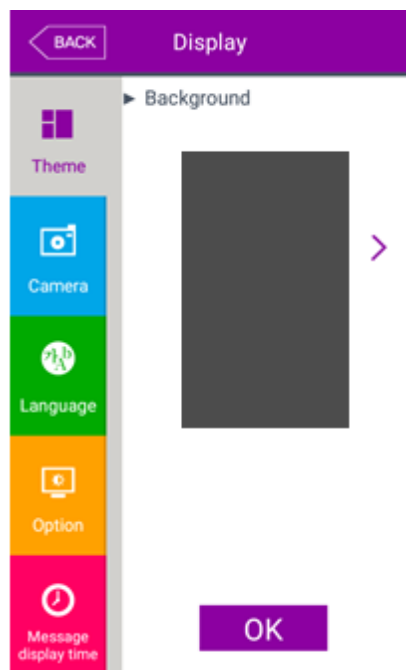 BACK
Display
Theme
► Background
Camera
Language
Option
Message
display time
OK